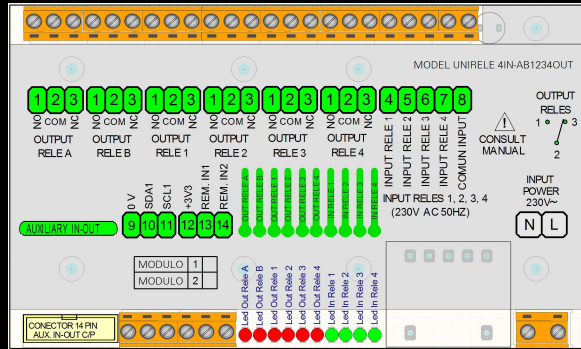 MODEL UNIRELE 4IN-AB1234OUT
1 2 3 1 2 3 1 2 3 1 2 3 1 2 3 1 2 3 4 5 6 7 8
NO COM NC NO COM NC NO COM NC NO COM NC NO COM NC NO COM NC
OUTPUT RELE A
OUTPUT RELE B
OUTPUT RELE 1
OUTPUT RELE 2
OUTPUT RELE 3
OUTPUT RELE 4
INPUT RELE 1
INPUT RELE 2
INPUT RELE 3
INPUT RELE 4
COMUN INPUT
INPUT RELES 1, 2, 3, 4
(230V AC 50HZ)
CONSULT
MANUAL
OUTPUT
RELES
1 3
2
INPUT
POWER
230V~
N L
0 V
SDA1
SCL1
+3V3
REM. IN1
REM. IN2
OUT RELE A
OUT RELE B
OUT RELE 1
OUT RELE 2
OUT RELE 3
OUT RELE 4
IN RELE 1
IN RELE 2
IN RELE 3
IN RELE 4
AUXILIARY IN-OUT
9 10 11 12 13 14
MODULO 1
MODULO 2
Led Out Rele A
Led Out Rele B
Led Out Rele 1
Led Out Rele 2
Led Out Rele 3
Led Out Rele 4
Led In Rele 1
Led In Rele 2
Led In Rele 3
Led In Rele 4
CONECTOR 14 PIN
AUX. IN-OUT C/P